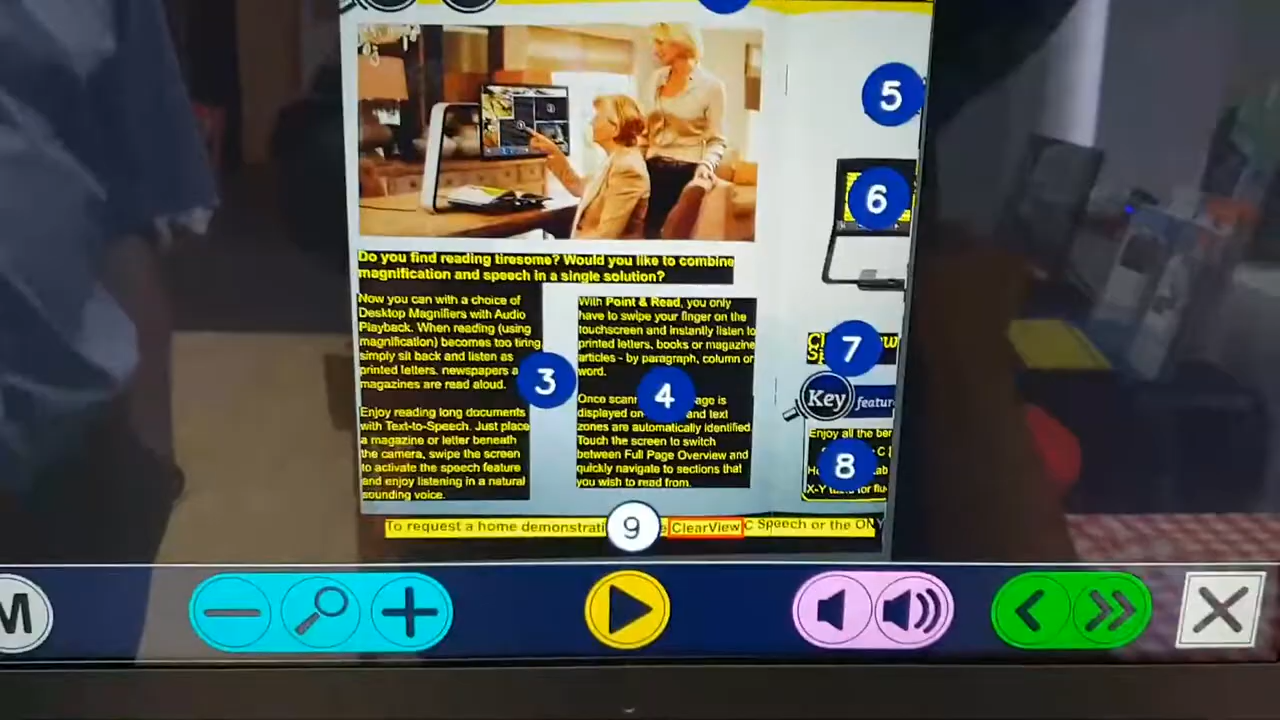 5
6
Do you find reading tiresome? Would you like to combine
magnification and speech in a single solution?
Now you can with a choice of
Desktop Magnifiers with Audio
Playback. When reading (using
magnification) becomes too tiring,
simply sit back and listen as
printed letters, newspapers
magazines are read aloud.
Enjoy reading long documents
with Text-to-Speech. Just place
a magazine or letter beneath
the camera, swipe the screen
to activate the speech feature
and enjoy listening in a natural
sounding voice.
3
With Point & Read, you only
have to swipe your finger on the
touchscreen and instantly listen to
printed letters, books or magazine
articles - by paragraph, column or
word.
Once
displayed on and text
zones are automatically identified.
Touch the screen to switch
between Full Page Overview and
quickly navigate to sections that
you wish to read from.
4
7
Key
Enjoy all the
8
X-Y for
To request a home ClearView C Speech or the
9
M